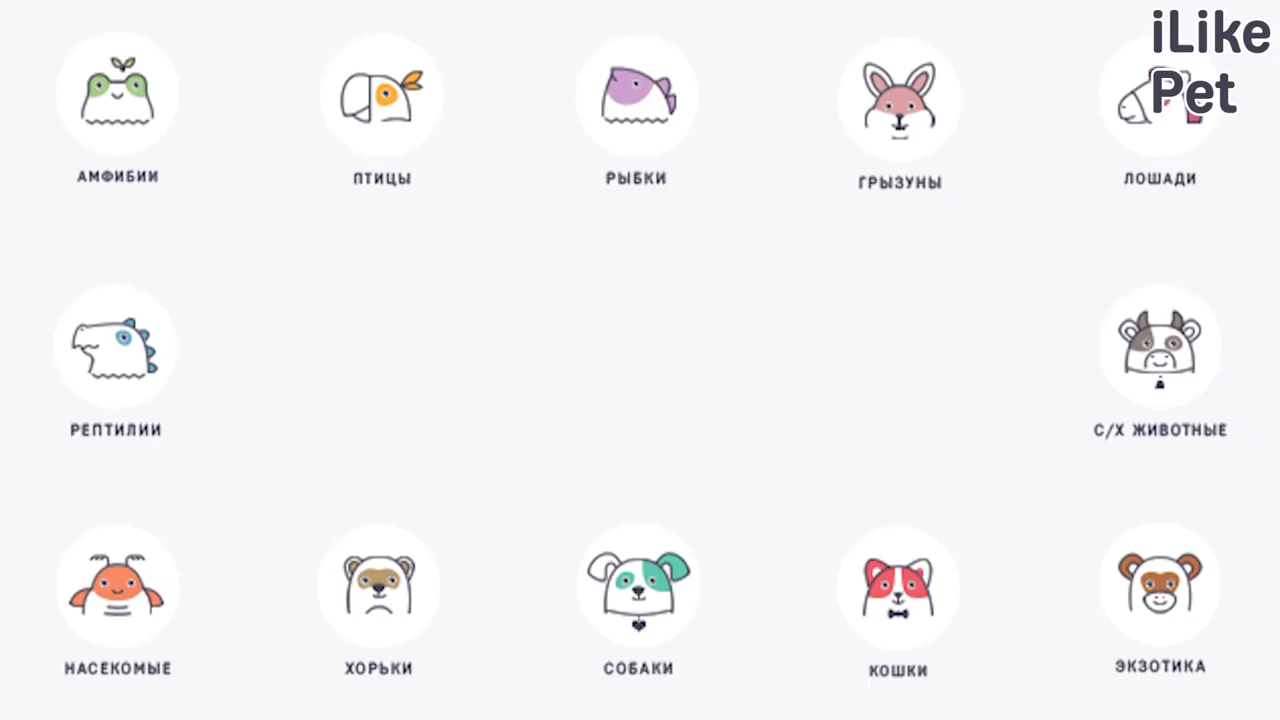 iLike
Pet
АМФИБИИ
ПТИЦЫ
РЫБКИ
ГРЫЗУНЫ
ЛОШАДИ
РЕПТИЛИИ
С/Х ЖИВОТНЫЕ
НАСЕКОМЫЕ
ХОРЬКИ
СОБАКИ
КОШКИ
ЭКЗОТИКА